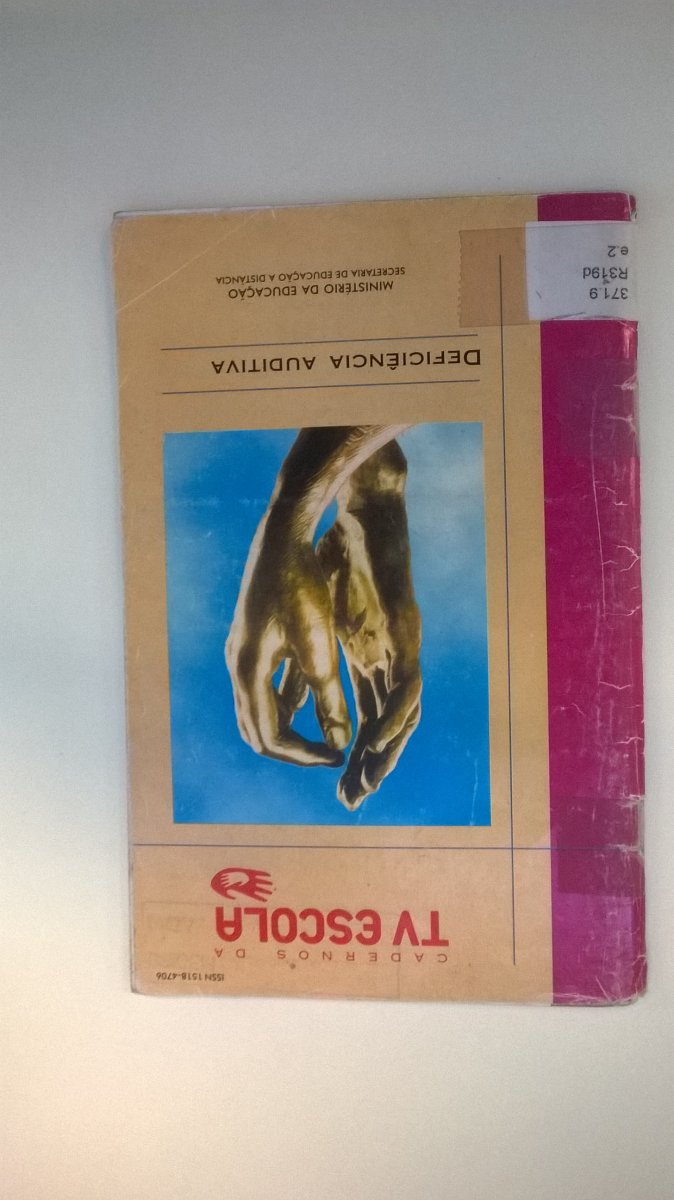 ISSN 1518-4706
CADERNOS DA
TV ESCOLA
DEFICIÊNCIA AUDITIVA
MINISTÉRIO DA EDUCAÇÃO
SECRETARIA DE EDUCAÇÃO A DISTÂNCIA
371.9
R319d
e.2